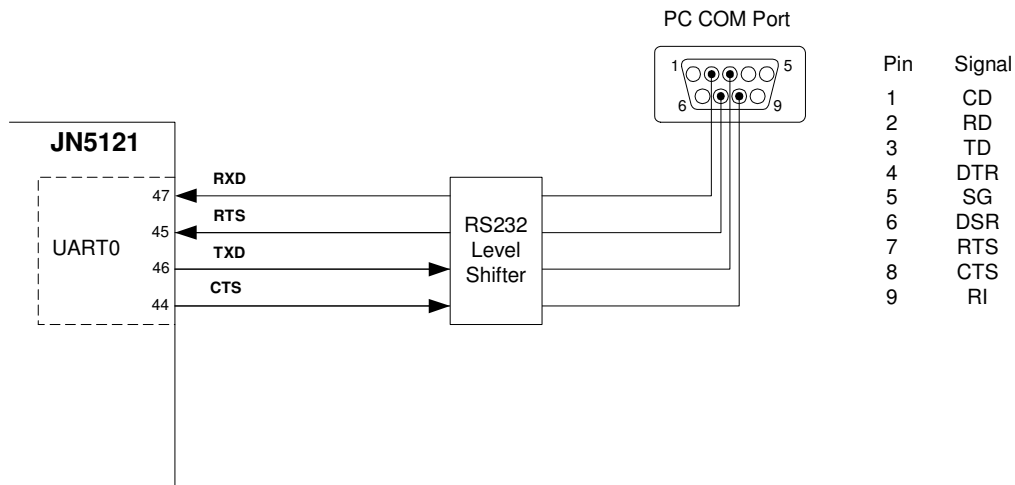 PC COM Port
1
5
6
9
Pin Signal
1 CD
2 RD
3 TD
4 DTR
5 SG
6 DSR
7 RTS
8 CTS
9 RI
JN5121
UART0
47
RXD
45
RTS
46
TXD
44
CTS
RS232
Level
Shifter